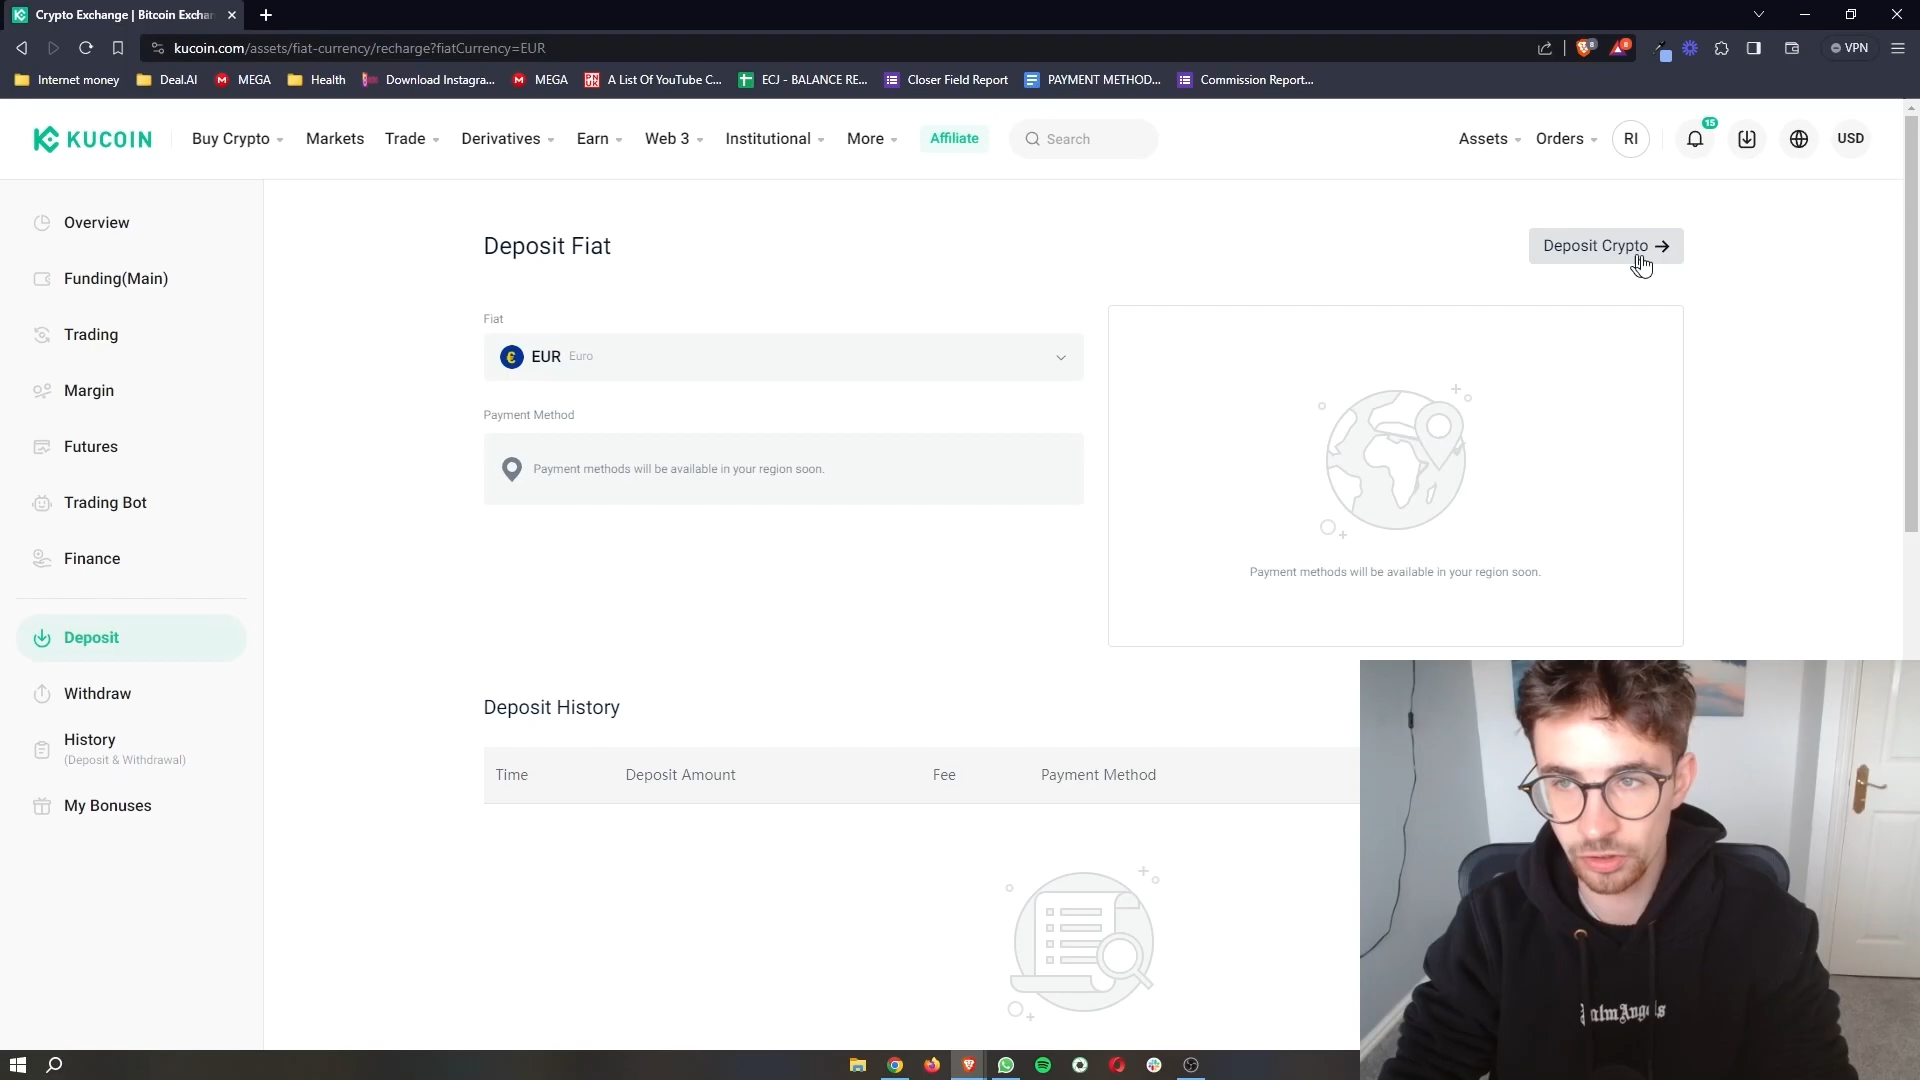 Crypto Exchange | Bitcoin Exchan
kucoin.com/assets/fiat-currency/recharge?fiatCurrency=EUR
8
8
VPN
Internet money
Deal.AI
MEGA
Health
Download Instagra...
MEGA
A List Of YouTube C...
ECJ - BALANCE RE...
Closer Field Report
PAYMENT METHOD...
Commission Report...
KUCOIN
Buy Crypto
Markets
Trade
Derivatives
Earn
Web 3
Institutional
More
Affiliate
Search
Assets
Orders
RI
15
USD
Overview
Funding(Main)
Trading
Margin
Futures
Trading Bot
Finance
Deposit
Withdraw
History
(Deposit & Withdrawal)
My Bonuses
Deposit Fiat
Deposit Crypto
Fiat
EUR Euro
Payment Method
Payment methods will be available in your region soon.
Payment methods will be available in your region soon.
Deposit History
Time
Deposit Amount
Fee
Payment Method